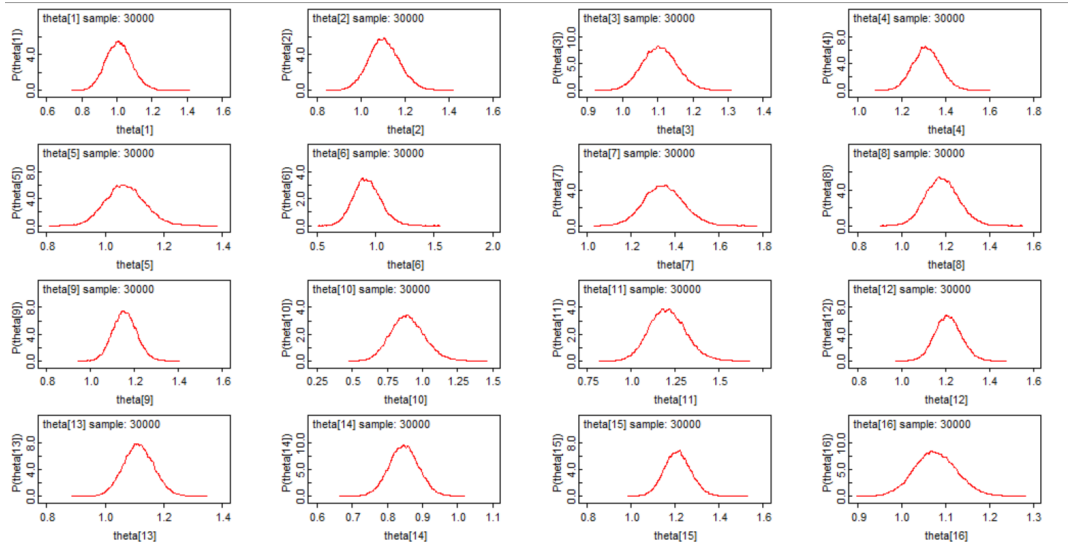 theta[1] sample: 30000
P(theta[1])
4.0
0.0
0.6 0.8 1.0 1.2 1.4 1.6
theta[1]
theta[2] sample: 30000
P(theta[2])
4.0
0.0
0.8 1.0 1.2 1.4 1.6
theta[2]
theta[3] sample: 30000
P(theta[3])
10.0
5.0
0.0
0.9 1.0 1.1 1.2 1.3 1.4
theta[3]
theta[4] sample: 30000
P(theta[4])
8.0
4.0
0.0
1.0 1.2 1.4 1.6 1.8
theta[4]
theta[5] sample: 30000
P(theta[5])
8.0
4.0
0.0
0.8 1.0 1.2 1.4
theta[5]
theta[6] sample: 30000
P(theta[6])
4.0
2.0
0.0
0.5 1.0 1.5 2.0
theta[6]
theta[7] sample: 30000
P(theta[7])
4.0
0.0
1.0 1.2 1.4 1.6 1.8
theta[7]
theta[8] sample: 30000
P(theta[8])
4.0
0.0
0.8 1.0 1.2 1.4 1.6
theta[8]
theta[9] sample: 30000
P(theta[9])
8.0
4.0
0.0
0.8 1.0 1.2 1.4 1.6
theta[9]
theta[10] sample: 30000
P(theta[10])
4.0
2.0
0.0
0.25 0.5 0.75 1.0 1.25 1.5
theta[10]
theta[11] sample: 30000
P(theta[11])
4.0
2.0
0.0
0.75 1.0 1.25 1.5
theta[11]
theta[12] sample: 30000
P(theta[12])
8.0
4.0
0.0
0.8 1.0 1.2 1.4 1.6
theta[12]
theta[13] sample: 30000
P(theta[13])
8.0
4.0
0.0
0.8 1.0 1.2 1.4
theta[13]
theta[14] sample: 30000
P(theta[14])
10.0
5.0
0.0
0.6 0.7 0.8 0.9 1.0 1.1
theta[14]
theta[15] sample: 30000
P(theta[15])
8.0
4.0
0.0
0.8 1.0 1.2 1.4 1.6
theta[15]
theta[16] sample: 30000
P(theta[16])
10.0
5.0
0.0
0.9 1.0 1.1 1.2 1.3
theta[16]